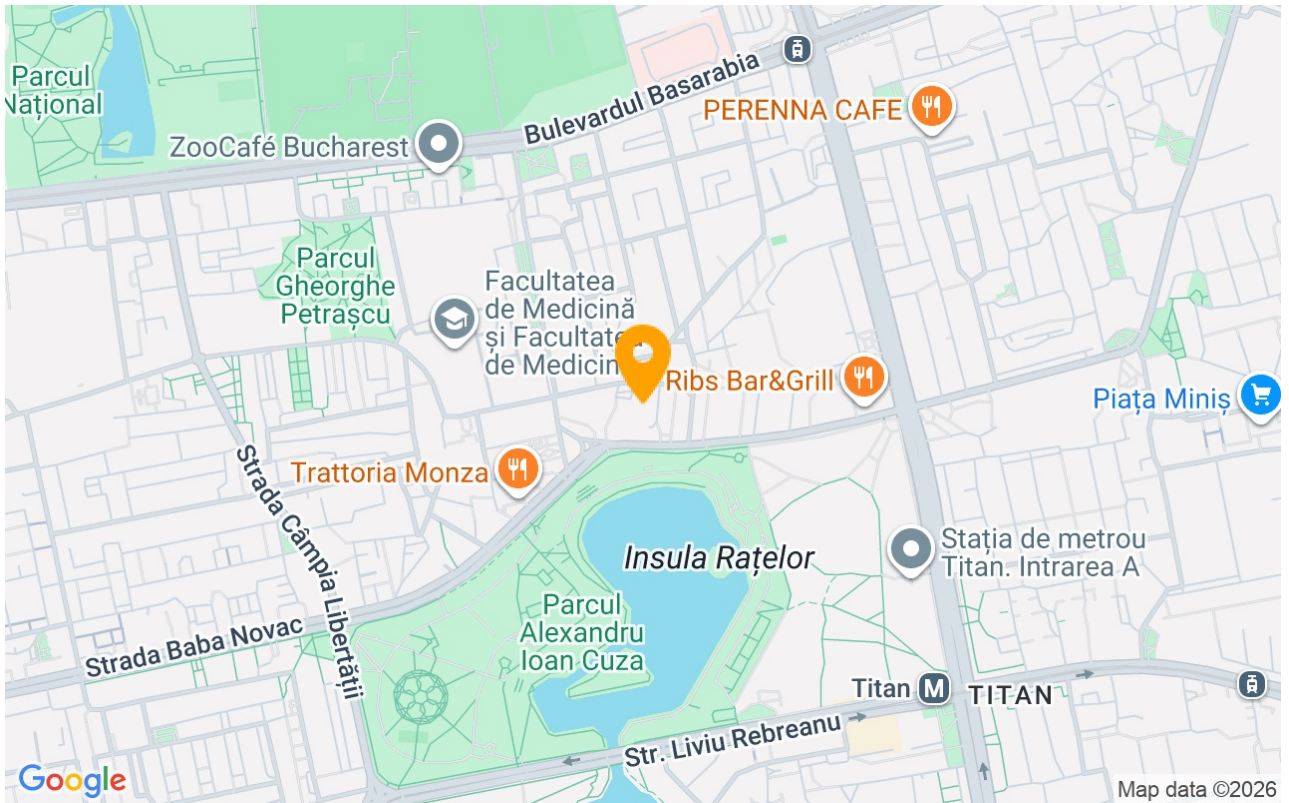 Parcul
Național
Bulevardul Basarabia
PERENNA CAFE
ZooCafé Bucharest
Parcul
Gheorghe
Petrașcu
Facultatea
de Medicină
și Facultatea
de Medicin
Ribs Bar&Grill
Piața Miniș
Trattoria Monza
Strada Câmpia Libertății
Insula Rațelor
Stația de metrou
Titan. Intrarea A
Parcul
Alexandru
Ioan Cuza
Strada Baba Novac
Titan
M
TITAN
Str. Liviu Rebreanu
Google
Map data ©2026